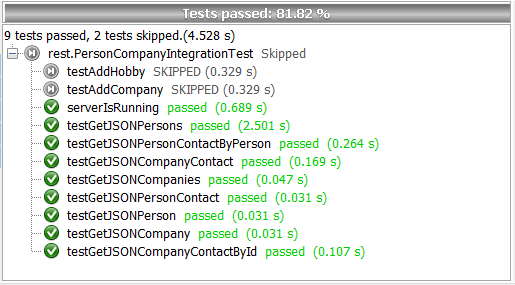 Tests passed: 81.82 %
9 tests passed, 2 tests skipped.(4.528 s)
rest.PersonCompanyIntegrationTest Skipped
testAddHobby SKIPPED (0.329 s)
testAddCompany SKIPPED (0.329 s)
serverIsRunning passed (0.689 s)
testGetJSONPersons passed (2.501 s)
testGetJSONPersonContactByPerson passed (0.264 s)
testGetJSONCompanyContact passed (0.169 s)
testGetJSONCompanies passed (0.047 s)
testGetJSONPersonContact passed (0.031 s)
testGetJSONPerson passed (0.031 s)
testGetJSONCompany passed (0.031 s)
testGetJSONCompanyContactById passed (0.107 s)